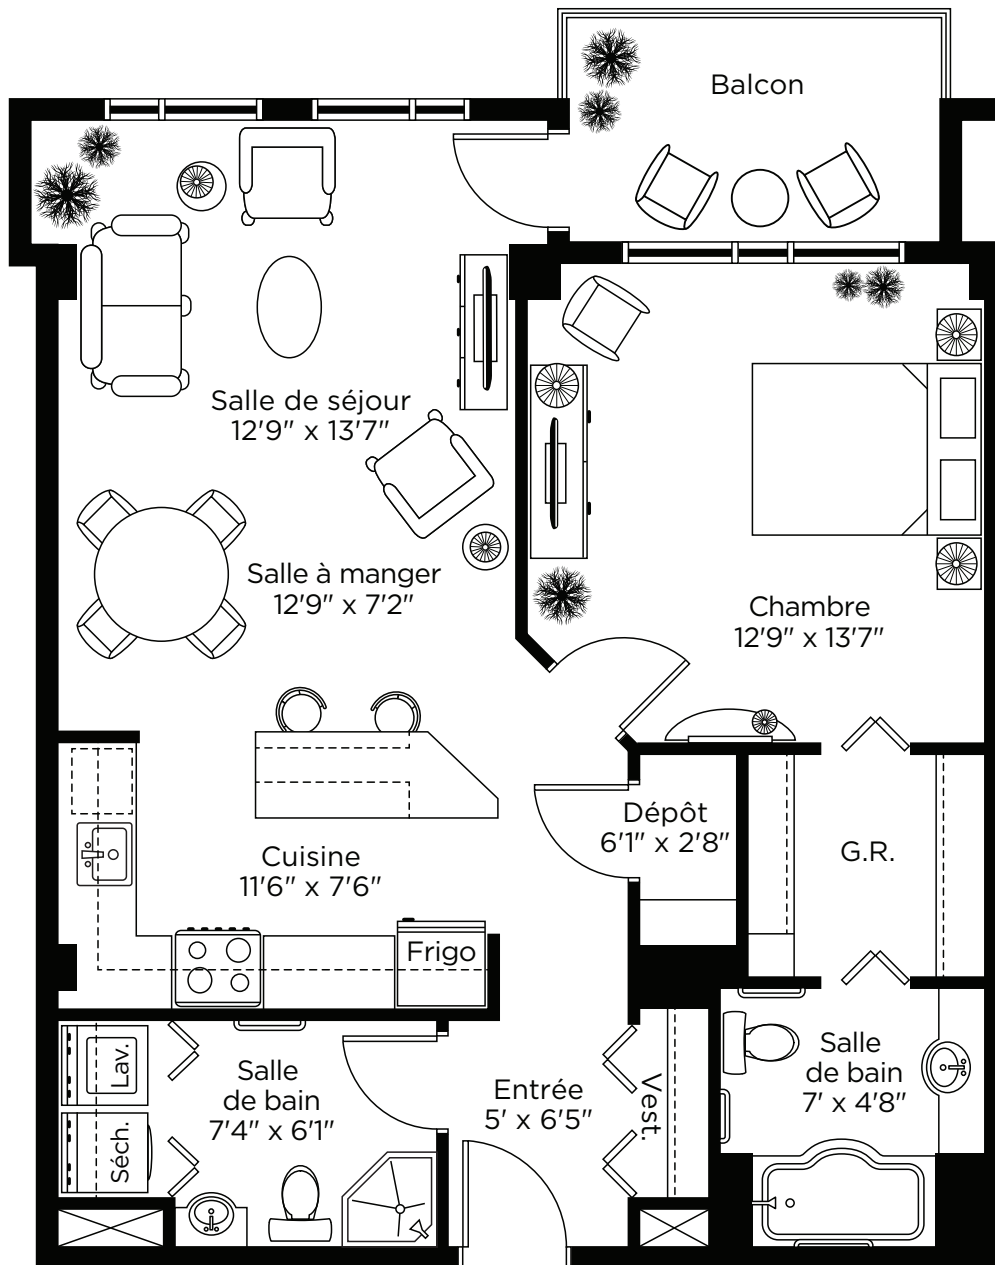 Balcon
Salle de séjour
12'9" x 13'7"
Salle à manger
12'9" x 7'2"
Chambre
12'9" x 13'7"
Dépôt
6'1" x 2'8"
G.R.
Cuisine
11'6" x 7'6"
Frigo
Lav.
Séch.
Salle
de bain
7'4" x 6'1"
Entrée
5' x 6'5"
Vest.
Salle
de bain
7' x 4'8"